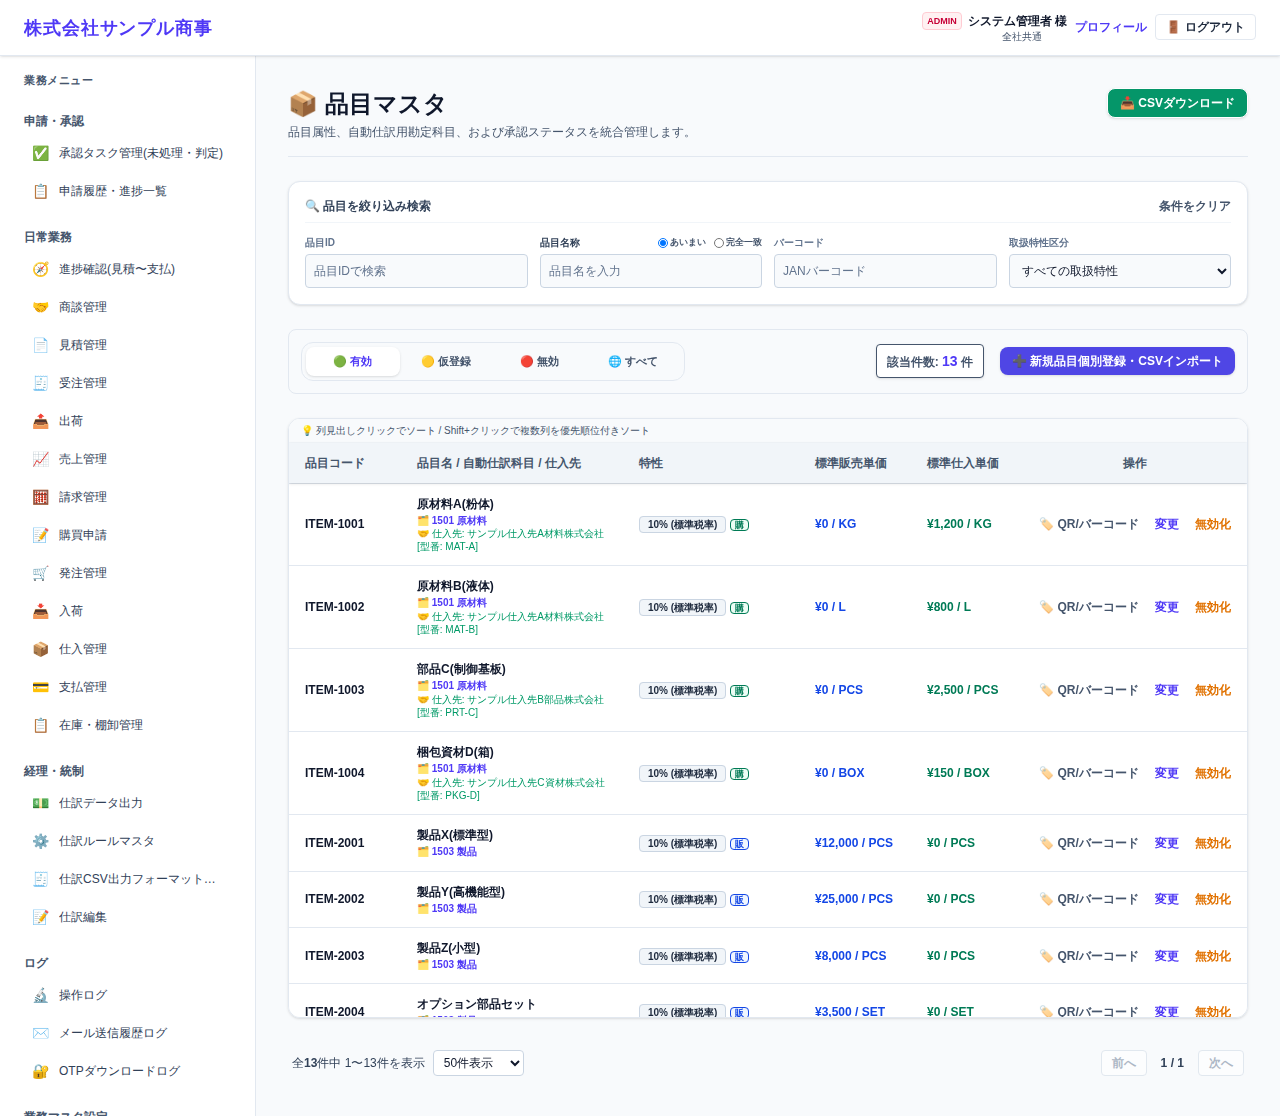 株式会社サンプル商事
ADMIN システム管理者 様
全社共通
プロフィール
🚪 ログアウト
業務メニュー
申請・承認
✅ 承認タスク管理(未処理・判定)
📋 申請履歴・進捗一覧
日常業務
🧭 進捗確認(見積〜支払)
🤝 商談管理
📄 見積管理
🧾 受注管理
📤 出荷
📈 売上管理
🧮 請求管理
📝 購買申請
🛒 発注管理
📥 入荷
📦 仕入管理
💳 支払管理
📋 在庫・棚卸管理
経理・統制
💵 仕訳データ出力
⚙️ 仕訳ルールマスタ
🧾 仕訳CSV出力フォーマット…
📝 仕訳編集
ログ
🔬 操作ログ
✉️ メール送信履歴ログ
🔐 OTPダウンロードログ
業務マスタ設定
📦 品目マスタ
📥 CSVダウンロード
品目属性、自動仕訳用勘定科目、および承認ステータスを統合管理します。
🔍 品目を絞り込み検索
条件をクリア
品目ID
品目名称 あいまい 完全一致
バーコード
取扱特性区分
品目IDで検索
品目名を入力
JANバーコード
すべての取扱特性
🟢 有効
🟡 仮登録
🔴 無効
🌐 すべて
該当件数: 13 件
➕ 新規品目個別登録・CSVインポート
💡 列見出しクリックでソート / Shift+クリックで複数列を優先順位付きソート
品目コード 品目名 / 自動仕訳科目 / 仕入先 特性 標準販売単価 標準仕入単価 操作
ITEM-1001
原材料A(粉体)
🗂️ 1501 原材料
🤝 仕入先: サンプル仕入先A材料株式会社
[型番: MAT-A]
10% (標準税率) 購
¥0 / KG
¥1,200 / KG
🏷️ QR/バーコード 変更 無効化
ITEM-1002
原材料B(液体)
🗂️ 1501 原材料
🤝 仕入先: サンプル仕入先A材料株式会社
[型番: MAT-B]
10% (標準税率) 購
¥0 / L
¥800 / L
🏷️ QR/バーコード 変更 無効化
ITEM-1003
部品C(制御基板)
🗂️ 1501 原材料
🤝 仕入先: サンプル仕入先B部品株式会社
[型番: PRT-C]
10% (標準税率) 購
¥0 / PCS
¥2,500 / PCS
🏷️ QR/バーコード 変更 無効化
ITEM-1004
梱包資材D(箱)
🗂️ 1501 原材料
🤝 仕入先: サンプル仕入先C資材株式会社
[型番: PKG-D]
10% (標準税率) 購
¥0 / BOX
¥150 / BOX
🏷️ QR/バーコード 変更 無効化
ITEM-2001
製品X(標準型)
🗂️ 1503 製品
10% (標準税率) 販
¥12,000 / PCS
¥0 / PCS
🏷️ QR/バーコード 変更 無効化
ITEM-2002
製品Y(高機能型)
🗂️ 1503 製品
10% (標準税率) 販
¥25,000 / PCS
¥0 / PCS
🏷️ QR/バーコード 変更 無効化
ITEM-2003
製品Z(小型)
🗂️ 1503 製品
10% (標準税率) 販
¥8,000 / PCS
¥0 / PCS
🏷️ QR/バーコード 変更 無効化
ITEM-2004
オプション部品セット
10% (標準税率) 販
¥3,500 / SET
¥0 / SET
🏷️ QR/バーコード 変更 無効化
全13件中 1〜13件を表示
50件表示
前へ
1 / 1
次へ